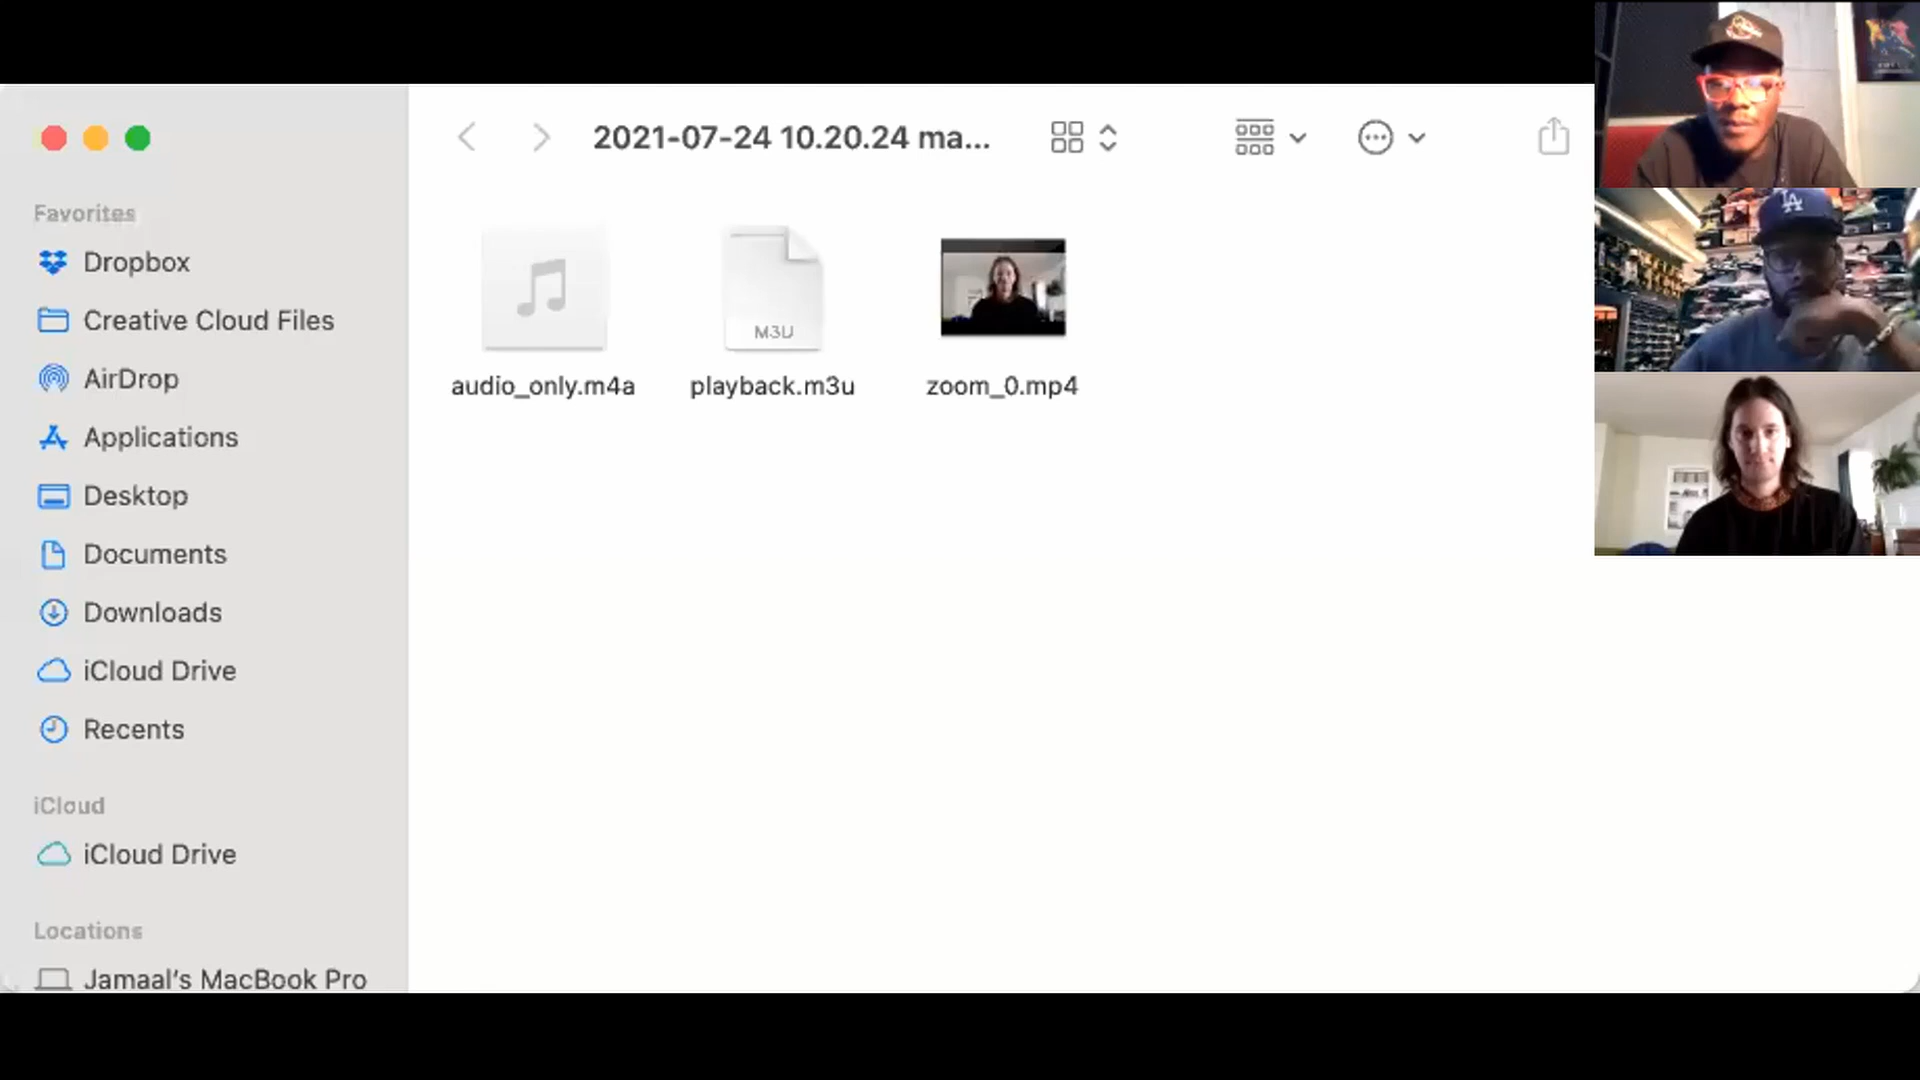 2021-07-24 10.20.24 ma...
Favorites
Dropbox
Creative Cloud Files
AirDrop
Applications
Desktop
Documents
Downloads
iCloud Drive
Recents
iCloud
iCloud Drive
Locations
Jamaal's MacBook Pro
M3U
audio_only.m4a
playback.m3u
zoom_0.mp4
LA